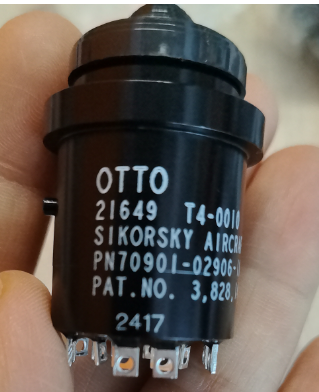 OTTO
21649 T4-0010
SIKORSKY
PN70901-02906-
PAT.NO. 3,828,
2417